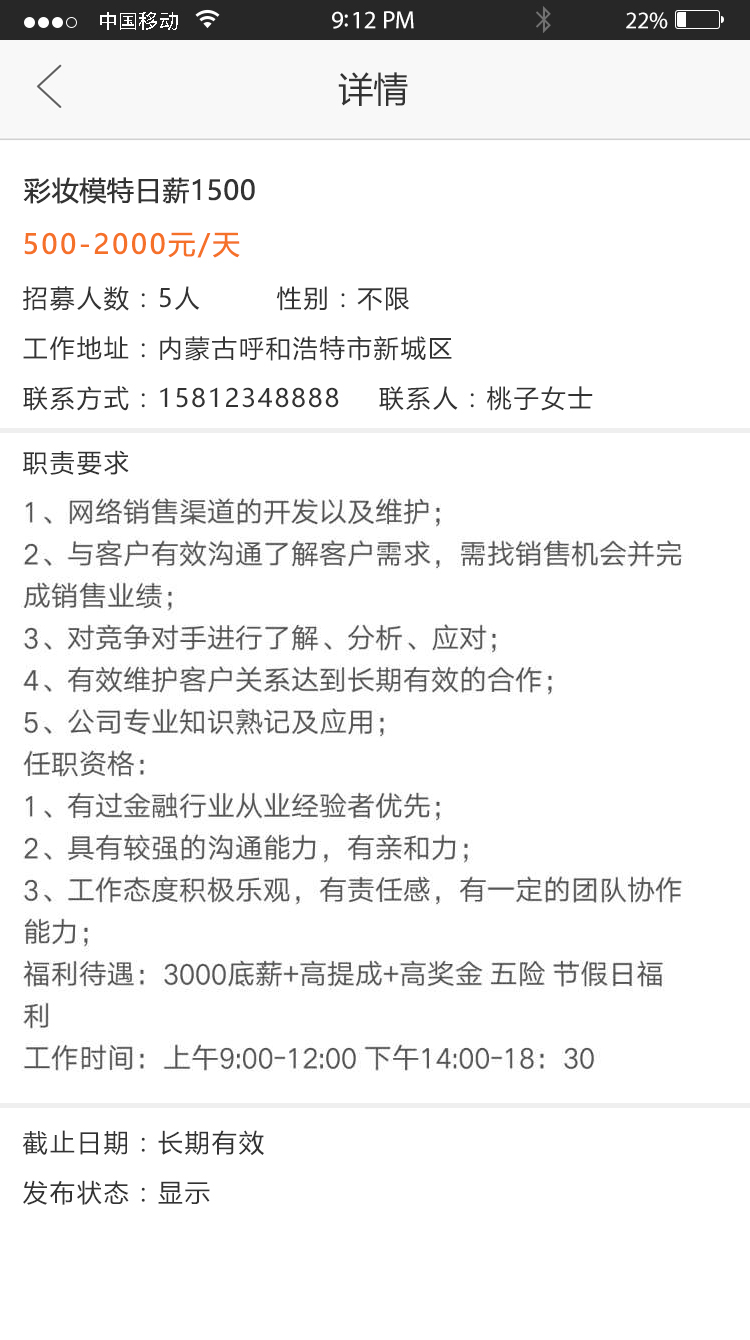 中国移动 9:12 PM 22%
详情
彩妆模特日薪1500
500-2000元/天
招募人数：5人 性别：不限
工作地址：内蒙古呼和浩特市新城区
联系方式：15812348888 联系人：桃子女士
职责要求
1、网络销售渠道的开发以及维护；
2、与客户有效沟通了解客户需求，需找销售机会并完
成销售业绩；
3、对竞争对手进行了解、分析、应对；
4、有效维护客户关系达到长期有效的合作；
5、公司专业知识熟记及应用；
任职资格：
1、有过金融行业从业经验者优先；
2、具有较强的沟通能力，有亲和力；
3、工作态度积极乐观，有责任感，有一定的团队协作
能力；
福利待遇：3000底薪+高提成+高奖金 五险 节假日福
利
工作时间：上午9:00-12:00 下午14:00-18：30
截止日期：长期有效
发布状态：显示